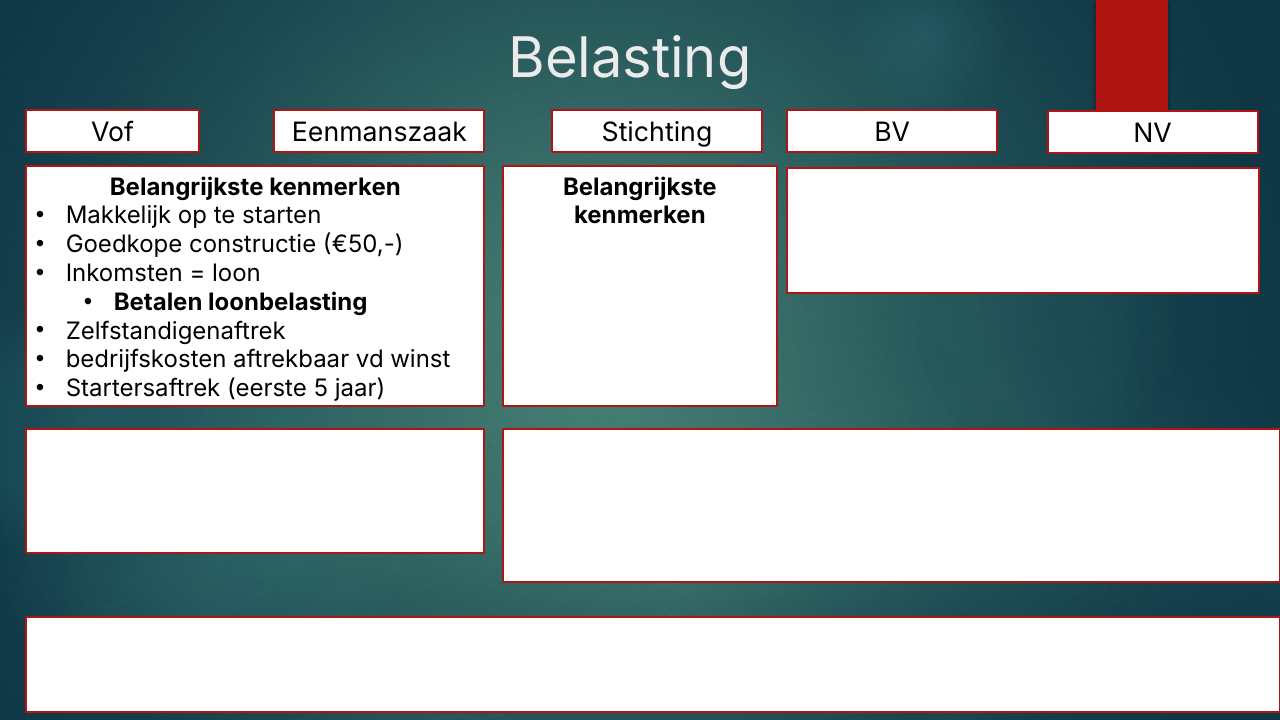 Belasting
Vof
Eenmanszaak
Stichting
BV
NV
Belangrijkste kenmerken
• Makkelijk op te starten
• Goedkope constructie (€50,-)
• Inkomsten = loon
• Betalen loonbelasting
• Zelfstandigenaftrek
• bedrijfskosten aftrekbaar vd winst
• Startersaftrek (eerste 5 jaar)
Belangrijkste
kenmerken